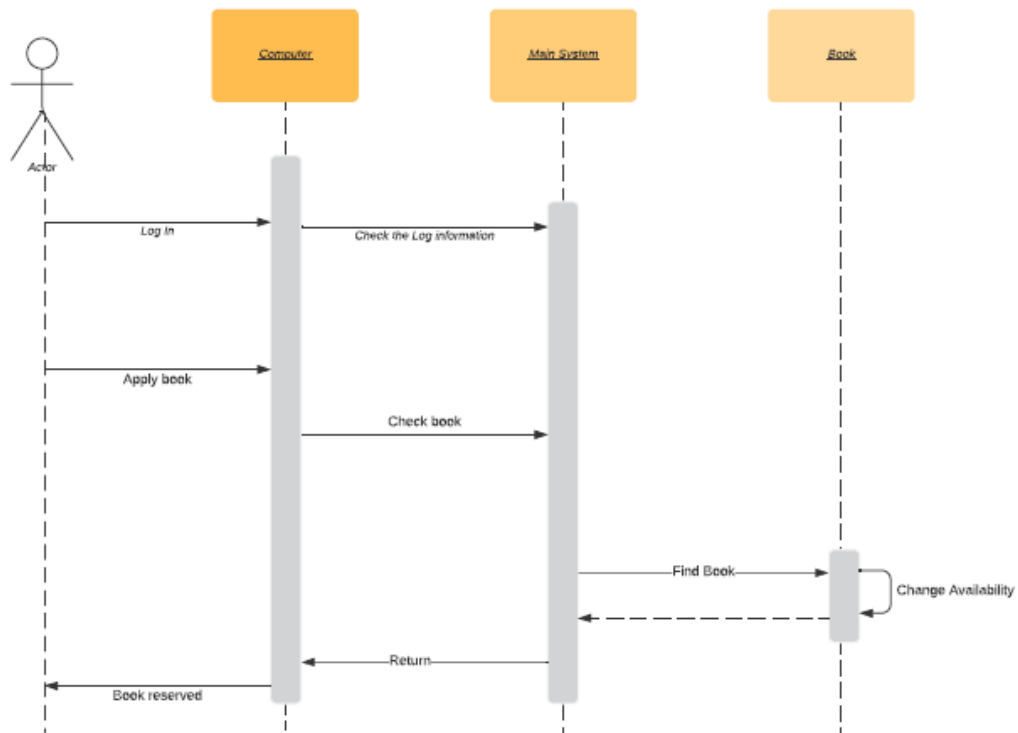 Computer
Main System
Book
Actor
Log In
Check the Log information
Apply book
Check book
Find Book
Change Availability
Return
Book reserved